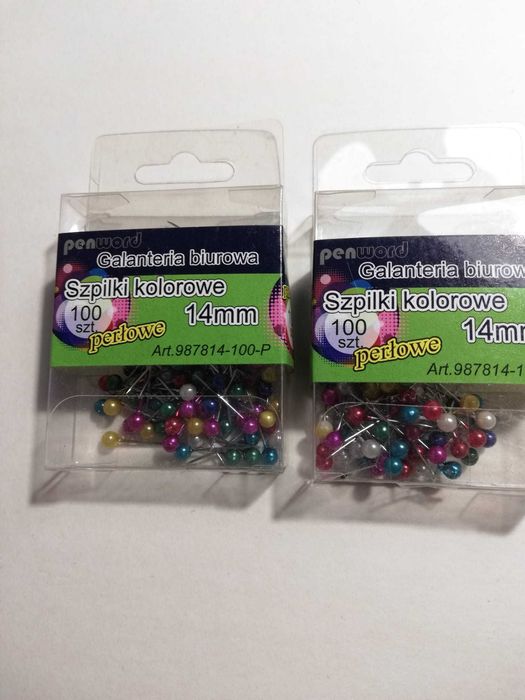 penword
Galanteria biurowa
Szpilki kolorowe
100
szt.
perłowe
14mm
Art.987814-100-P
penword
Galanteria biurow
Szpilki kolorowe
100
szt.
perłowe
14m
Art.987814-1